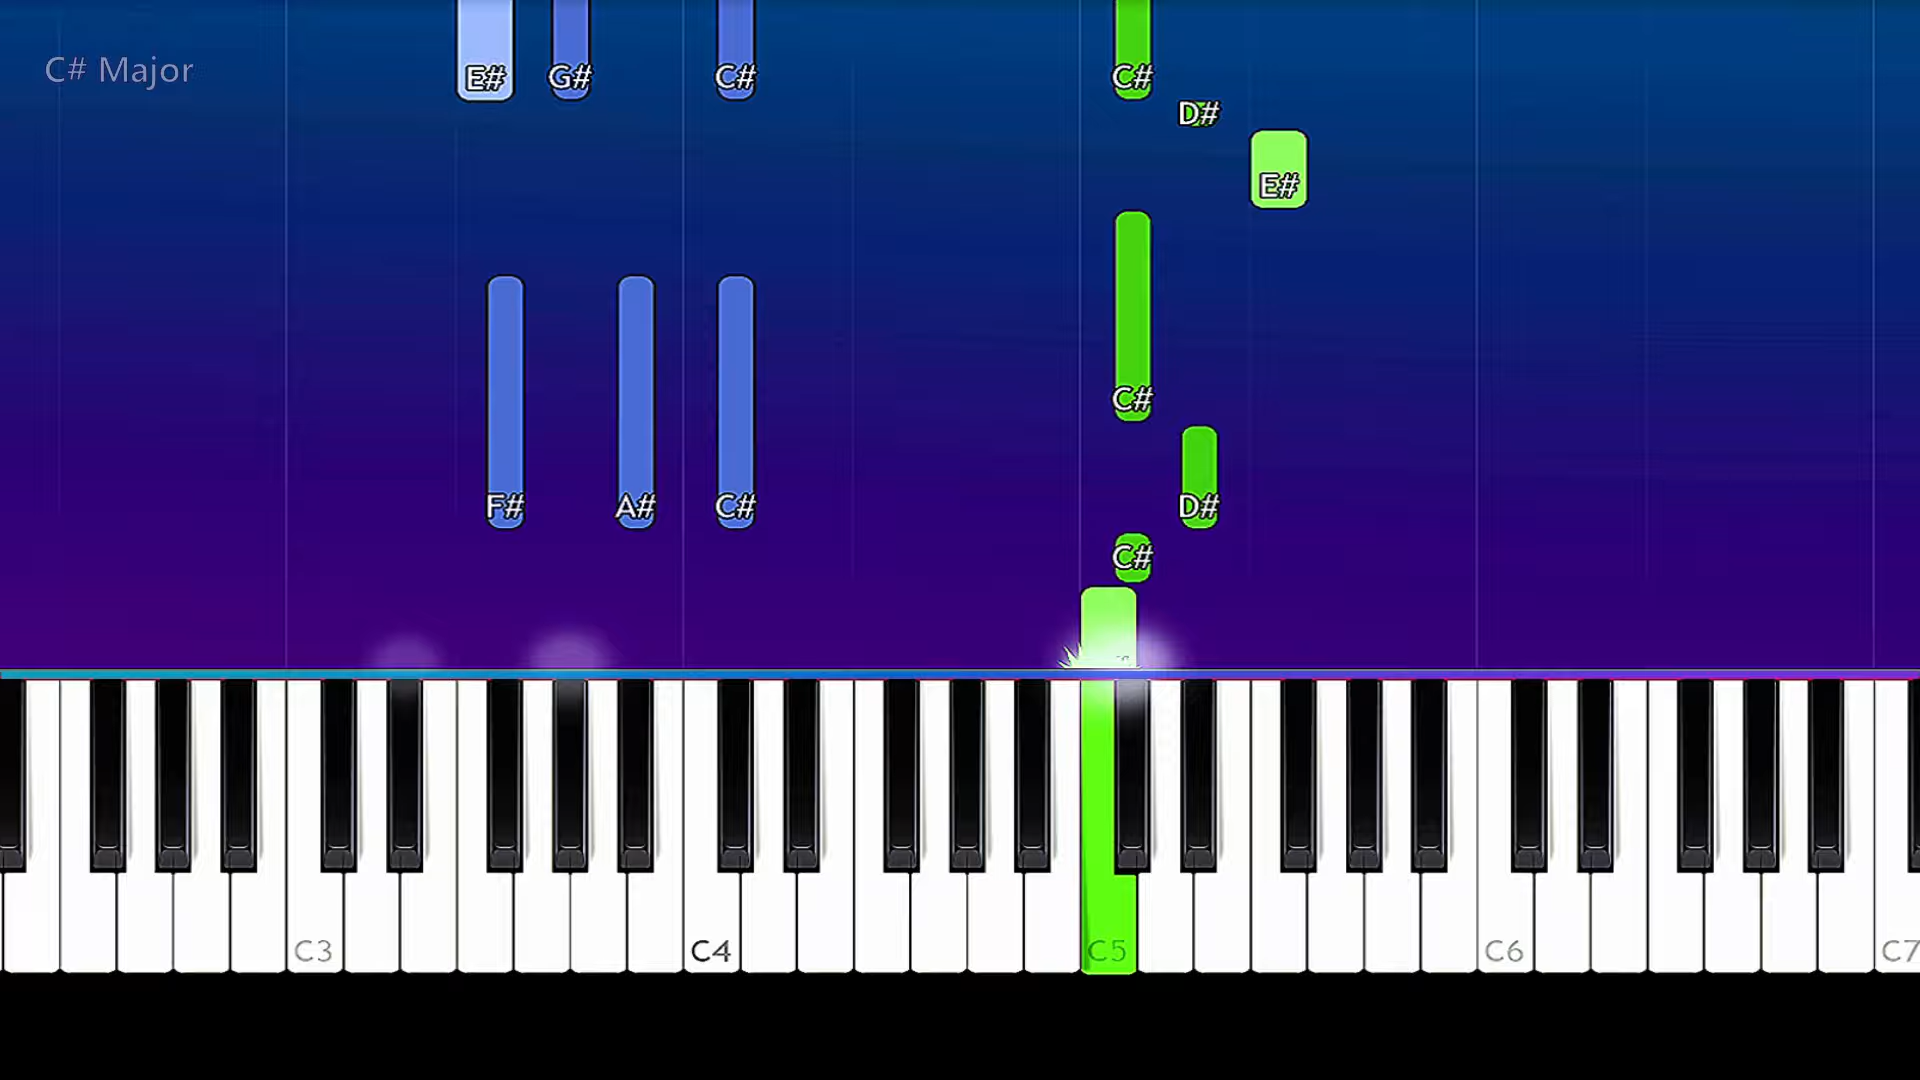 C# Major
E# G# C# C#
D#
E#
C#
F# A# C# D#
C#
C3 C4 C5 C6 C7